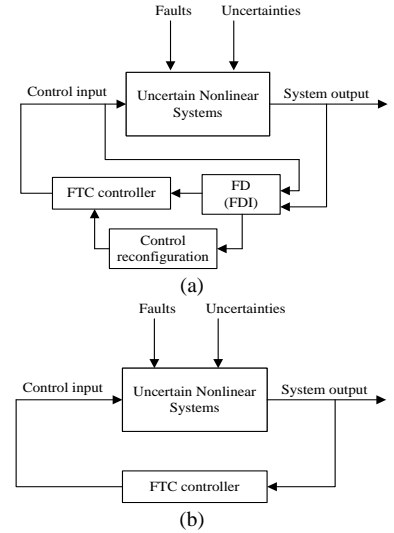 Faults Uncertainties
Control input
Uncertain Nonlinear
Systems
System output
FTC controller
FD
(FDI)
Control
reconfiguration
(a)
Faults Uncertainties
Control input
Uncertain Nonlinear
Systems
System output
FTC controller
(b)